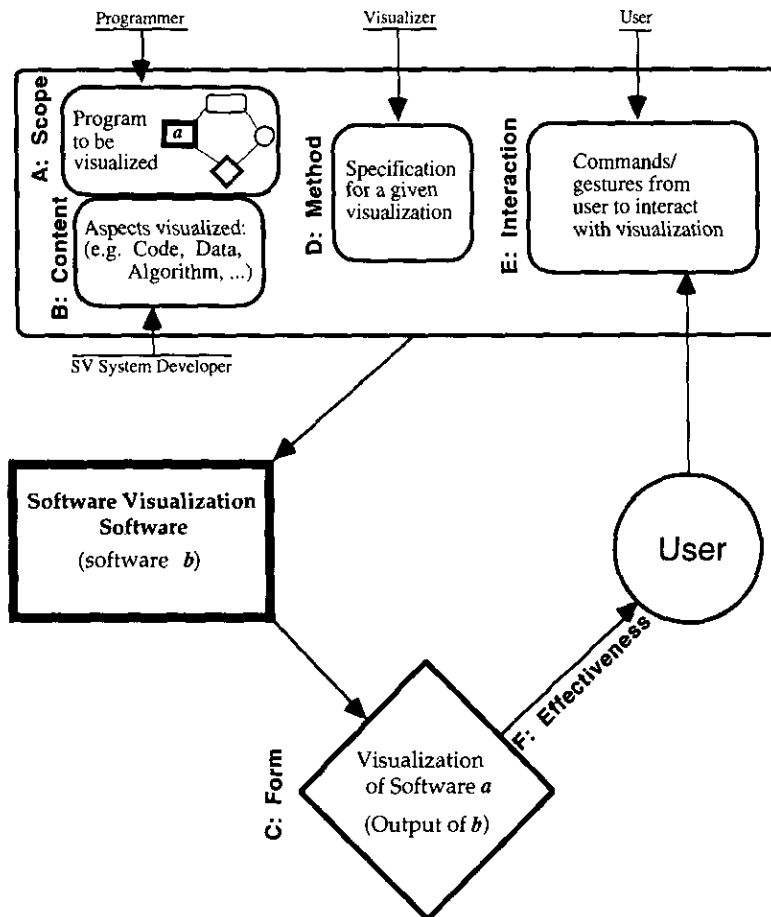 Programmer
Visualizer
User
A: Scope
Program
to be
visualized
a
B: Content
Aspects visualized:
(e.g. Code, Data,
Algorithm, ...)
SV System Developer
D: Method
Specification
for a given
visualization
E: Interaction
Commands/
gestures from
user to interact
with visualization
Software Visualization
Software
(software b)
User
F: Effectiveness
C: Form
Visualization
of Software a
(Output of b)